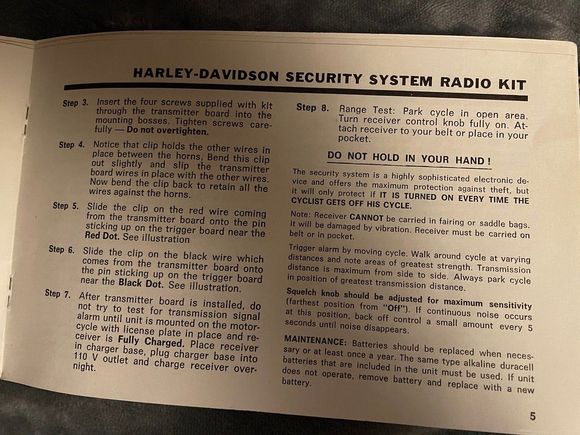 HARLEY-DAVIDSON SECURITY SYSTEM RADIO KIT
Step 3. Insert the four screws supplied with kit
through the transmitter board into the
mounting bosses. Tighten screws care-
fully — Do not overtighten.
Step 4. Notice that clip holds the other wires in
place between the horns. Bend this clip
out slightly and slip the transmitter
board wires in place with the other wires.
Now bend the clip back to retain all the
wires against the horns.
Step 5. Slide the clip on the red wire coming
from the transmitter board onto the pin
sticking up on the trigger board near the
Red Dot. See illustration
Step 6. Slide the clip on the black wire which
comes from the transmitter board onto
the pin sticking up on the trigger board
near the Black Dot. See illustration.
Step 7. After transmitter board is installed, do
not try to test for transmission signal
alarm until unit is mounted on the motor-
cycle with license plate in place and re-
ceiver is Fully Charged. Place receiver
in charger base, plug charger base into
110 V outlet and charge receiver over-
night.
Step 8. Range Test: Park cycle in open area.
Turn receiver control knob fully on. At-
tach receiver to your belt or place in your
pocket.
DO NOT HOLD IN YOUR HAND!
The security system is a highly sophisticated electronic de-
vice and offers the maximum protection against theft, but
it will only protect if IT IS TURNED ON EVERY TIME THE
CYCLIST GETS OFF HIS CYCLE.
Note: Receiver CANNOT be carried in fairing or saddle bags.
It will be damaged by vibration. Receiver must be carried on
belt or in pocket.
Trigger alarm by moving cycle. Walk around cycle at varying
distances and note areas of greatest strength. Transmission
distance is maximum from side to side. Always park cycle
in position of greatest transmission distance.
Squelch knob should be adjusted for maximum sensitivity
(farthest position from "OFF"). If continuous noise occurs
at this position, back off control a small amount every 5
seconds until noise disappears.
MAINTENANCE: Batteries should be replaced when neces-
sary or at least once a year. The same type alkaline duracell
batteries that are included in the unit must be used. If unit
does not operate, remove battery and replace with a new
battery.
5